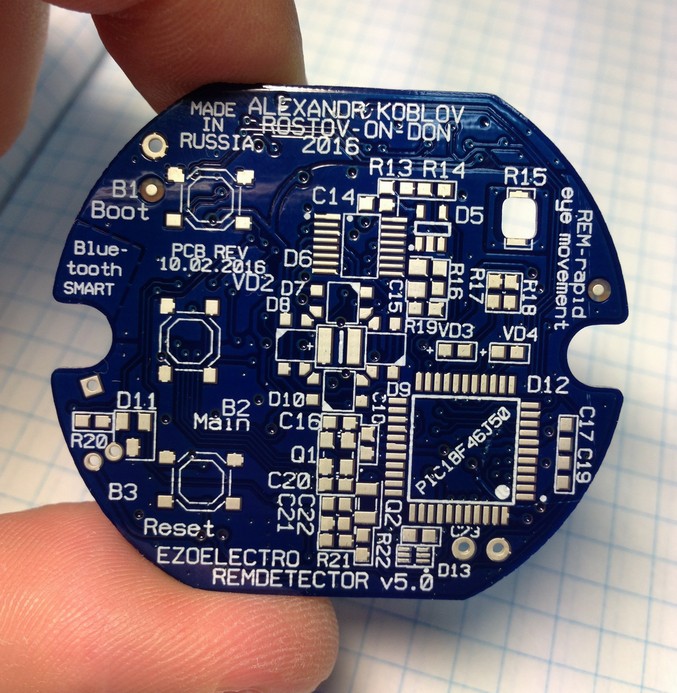 MADE
IN
RUSSIA
ALEXANDR KOBLOV
ROSTOV-ON-DON
2016
R13 R14
C14
D5
R15
B1
Boot
REM-rapid
eye movement
Blue-
tooth
SMART
PCB REV
10.02.2016
VD2
D6
D7
D8
C15
R16
R17
R18
R19
VD3
VD4
D10
D9
D12
D11
R20
B2
Main
C16
Q1
C20
C21
C22
PIC18F46J50
C17
C19
B3
Reset
Q2
R21
R22
C23
D13
EZOELECTRO
REMDETECTOR v5.0